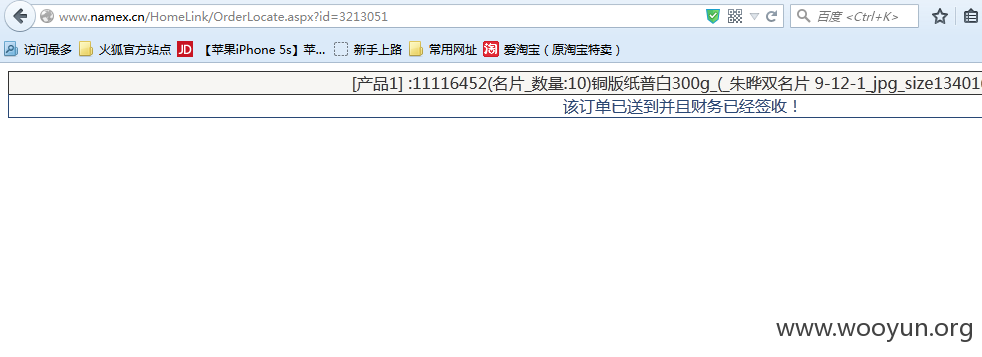 www.namex.cn/HomeLink/OrderLocate.aspx?id=3213051 百度 <Ctrl+K>
访问最多 火狐官方站点 JD 【苹果iPhone 5s】苹... 新手上路 常用网址 淘 爱淘宝（原淘宝特卖）
[产品1] :11116452(名片_数量:10)铜版纸普白300g_(_朱晔双名片 9-12-1_jpg_size134016
该订单已送到并且财务已经签收！
www.wooyun.org